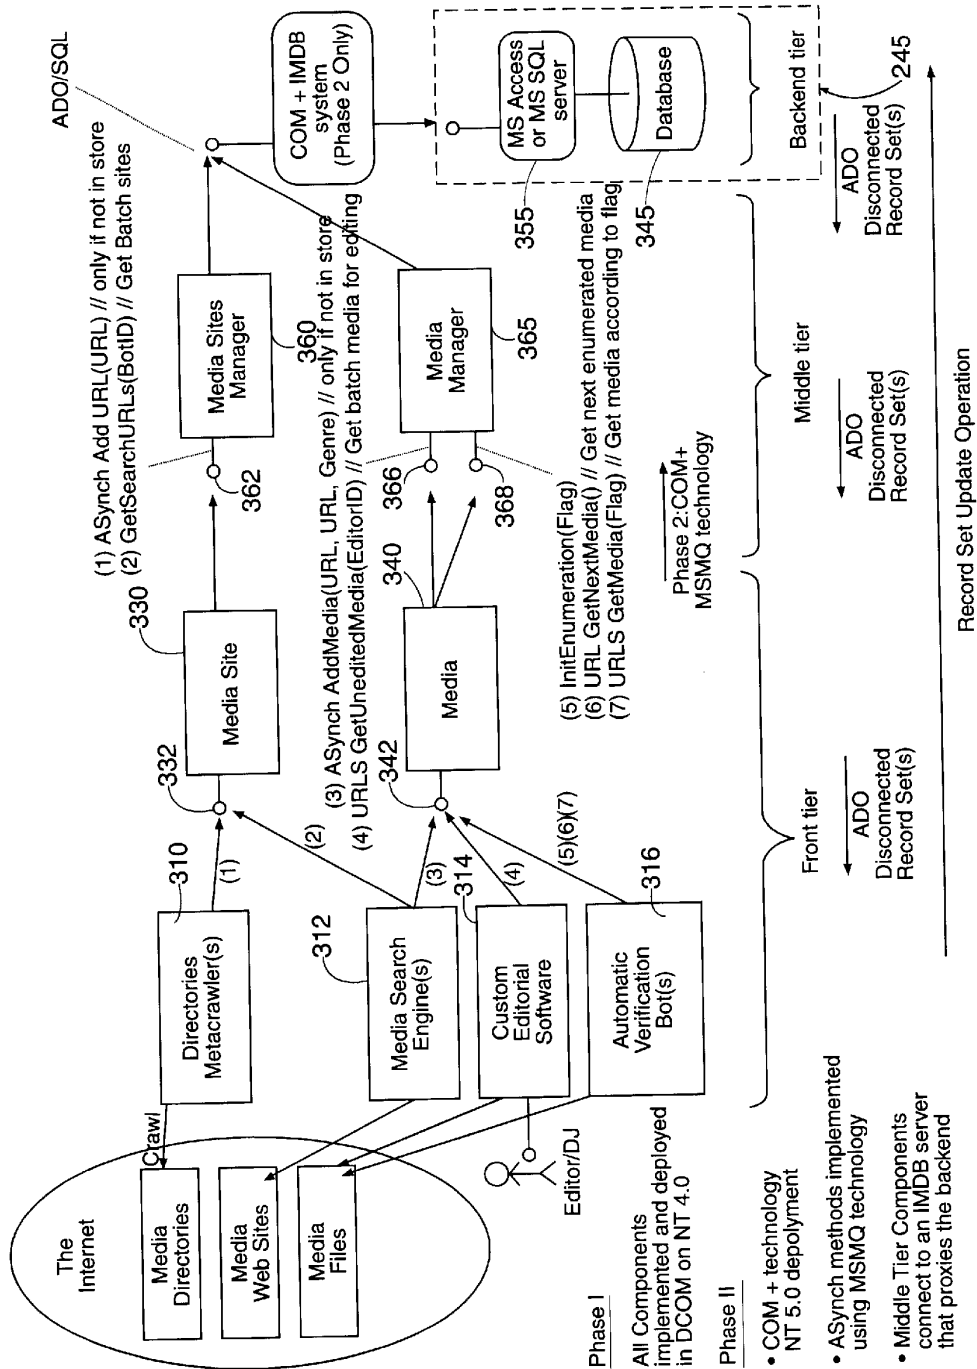 The
Internet
Media
Directories
Media
Web Sites
Media
Files
Crawl
Editor/DJ
Directories
Metacrawler(s)
310
(1)
312
Media Search
Engine(s)
(2)
(3)
314
Custom
Editorial
Software
(4)
Automatic
Verification
Bot(s)
316
(5)(6)(7)
330
332
Media Site
340
342
Media
(1) ASynch Add URL(URL) // only if not in store
(2) GetSearchURLs(BotID) // Get Batch sites
362
Media Sites
Manager
360
(3) ASynch AddMedia(URL, URL, Genre) // only if not in store
(4) URLS GetUneditedMedia(EditorID) // Get batch media for editing
366
368
Media
Manager
365
(5) InitEnumeration(Flag)
(6) URL GetNextMedia() // Get next enumerated media
(7) URLS GetMedia(Flag) // Get media according to flag
Phase 2:COM+
MSMQ technology
ADO/SQL
COM + IMDB
system
(Phase 2 Only)
MS Access
or MS SQL
server
355
Database
345
Backend tier
245
Front tier
Middle tier
ADO
Disconnected
Record Set(s)
ADO
Disconnected
Record Set(s)
ADO
Disconnected
Record Set(s)
Record Set Update Operation
Phase I
All Components
implemented and deployed
in DCOM on NT 4.0
Phase II
• COM + technology
NT 5.0 depolyment
• ASynch methods implemented
using MSMQ technology
• Middle Tier Components
connect to an IMDB server
that proxies the backend